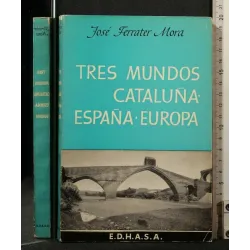 José Ferrater Mora
TRES MUNDOS
CATALUÑA·
ESPAÑA·EUROPA
E.D.H.A.S.A.